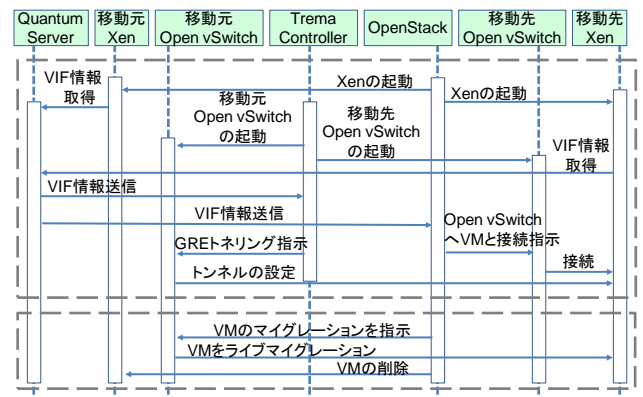 Quantum
Server
移動元
Xen
移動元
Open vSwitch
Trema
Controller
OpenStack
移動先
Open vSwitch
移動先
Xen
VIF情報
取得
Xenの起動
Xenの起動
移動元
Open vSwitch
の起動
移動先
Open vSwitch
の起動
VIF情報
取得
VIF情報送信
VIF情報送信
GREトネリング指示
Open vSwitch
へVMと接続指示
トンネルの設定
接続
VMのマイグレーションを指示
VMをライブマイグレーション
VMの削除